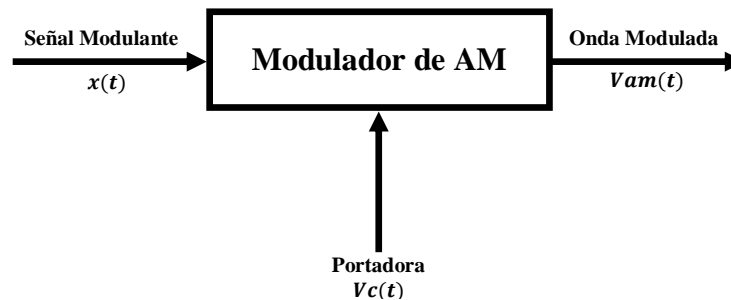 Señal Modulante
x(t)
Modulador de AM
Onda Modulada
Vam(t)
Portadora
Vc(t)